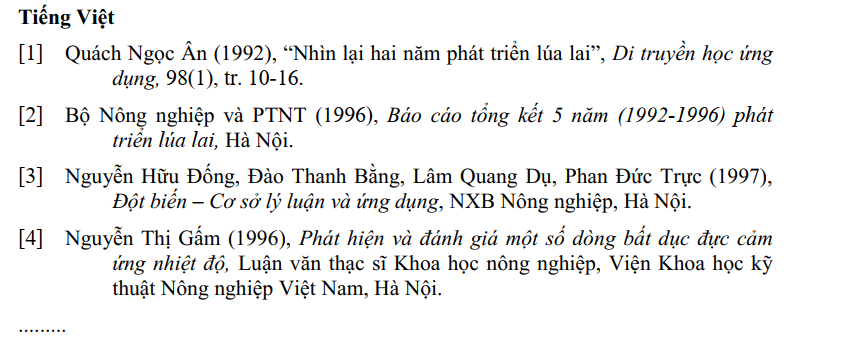 Tiếng Việt
[1] Quách Ngọc Ân (1992), “Nhìn lại hai năm phát triển lúa lai”, Di truyền học ứng
dụng, 98(1), tr. 10-16.
[2] Bộ Nông nghiệp và PTNT (1996), Báo cáo tổng kết 5 năm (1992-1996) phát
triển lúa lai, Hà Nội.
[3] Nguyễn Hữu Đống, Đào Thanh Bằng, Lâm Quang Dụ, Phan Đức Trực (1997),
Đột biến – Cơ sở lý luận và ứng dụng, NXB Nông nghiệp, Hà Nội.
[4] Nguyễn Thị Gấm (1996), Phát hiện và đánh giá một số dòng bất dục đực cảm
ứng nhiệt độ, Luận văn thạc sĩ Khoa học nông nghiệp, Viện Khoa học kỹ
thuật Nông nghiệp Việt Nam, Hà Nội.
.........